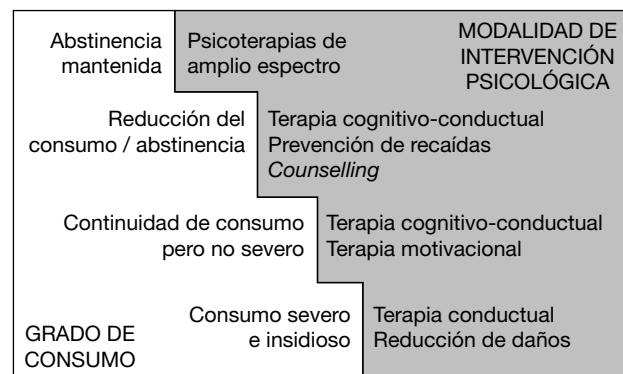 Abstinencia
mantenida
Psicoterapias de
amplio espectro
MODALIDAD DE
INTERVENCIÓN
PSICOLÓGICA
Reducción del
consumo / abstinencia
Terapia cognitivo-conductual
Prevención de recaídas
Counselling
Continuidad de consumo
pero no severo
Terapia cognitivo-conductual
Terapia motivacional
Consumo severo
e insidioso
Terapia conductual
Reducción de daños
GRADO DE
CONSUMO